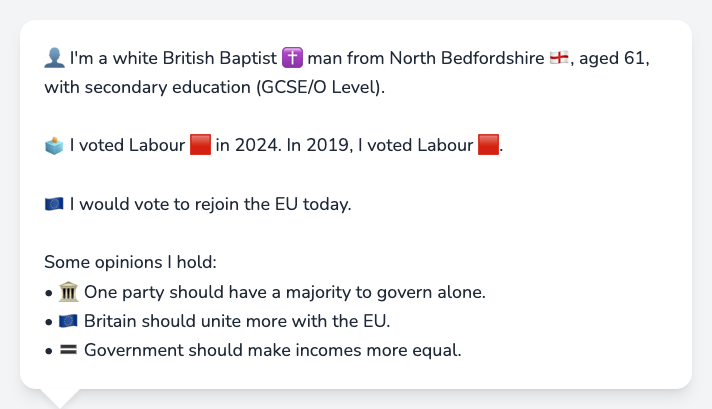 👤 I'm a white British Baptist ✝️ man from North Bedfordshire 🏴󠁧󠁢󠁥󠁮󠁧󠁿, aged 61,
with secondary education (GCSE/O Level).
🗳️ I voted Labour 🟥 in 2024. In 2019, I voted Labour 🟥.
🇪🇺 I would vote to rejoin the EU today.
Some opinions I hold:
• 🏛️ One party should have a majority to govern alone.
• 🇪🇺 Britain should unite more with the EU.
• 🟰 Government should make incomes more equal.